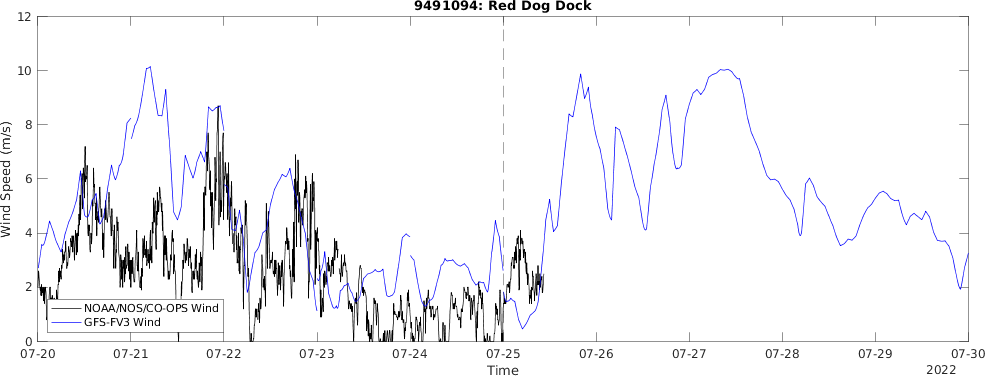 9491094: Red Dog Dock
Wind Speed (m/s)
12
10
8
6
4
2
0
NOAA/NOS/CO-OPS Wind
GFS-FV3 Wind
07-20 07-21 07-22 07-23 07-24 07-25 07-26 07-27 07-28 07-29 07-30
Time
2022